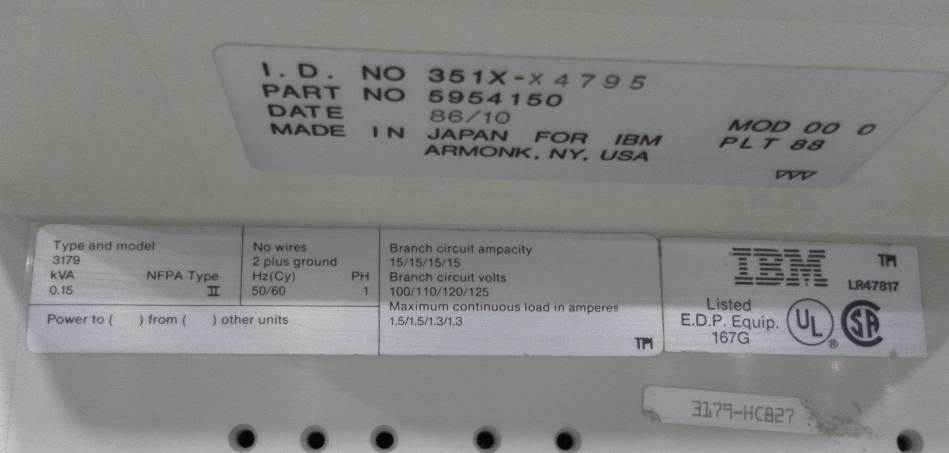 I.D. NO 351X-X4795
PART NO 5954150
DATE 86/10
MADE IN JAPAN FOR IBM
ARMONK, NY, USA
MOD 00 0
PLT 88
Type and model
3179
kVA NFPA Type
0.15 II
Power to ( ) from ( ) other units
No wires
2 plus ground
Hz(Cy) PH
50/60 1
Branch circuit ampacity
15/15/15/15
Branch circuit volts
100/110/120/125
Maximum continuous load in amperes
1.5/1.5/1.3/1.3
TPI
IBM TPI
LR47817
Listed
E.D.P. Equip.
167G
UL ®
SA
3179-HC827